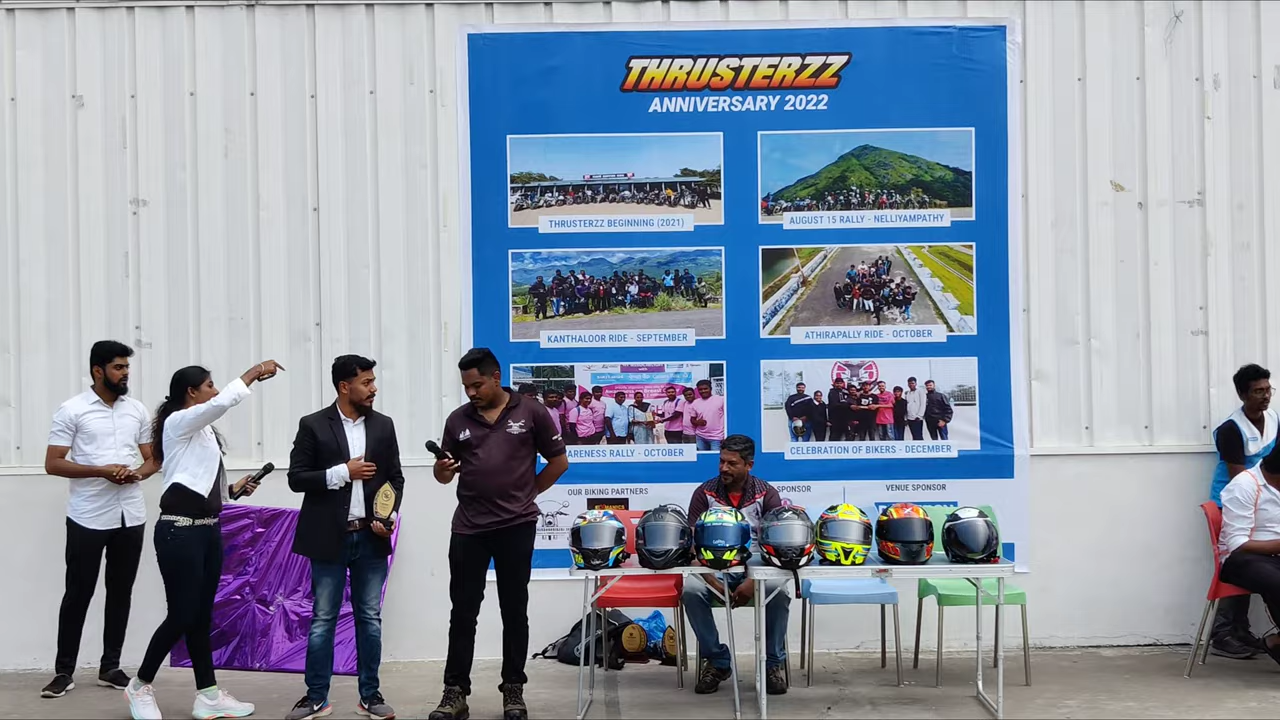 THRUSTERZZ
ANNIVERSARY 2022
THRUSTERZZ BEGINNING (2021)
AUGUST 15 RALLY - NELLIYAMPATHY
KANTHALOOR RIDE - SEPTEMBER
ATHIRAPALLY RIDE - OCTOBER
ARENESS RALLY - OCTOBER
CELEBRATION OF BIKERS - DECEMBER
OUR BIKING PARTNERS
SPONSOR
VENUE SPONSOR